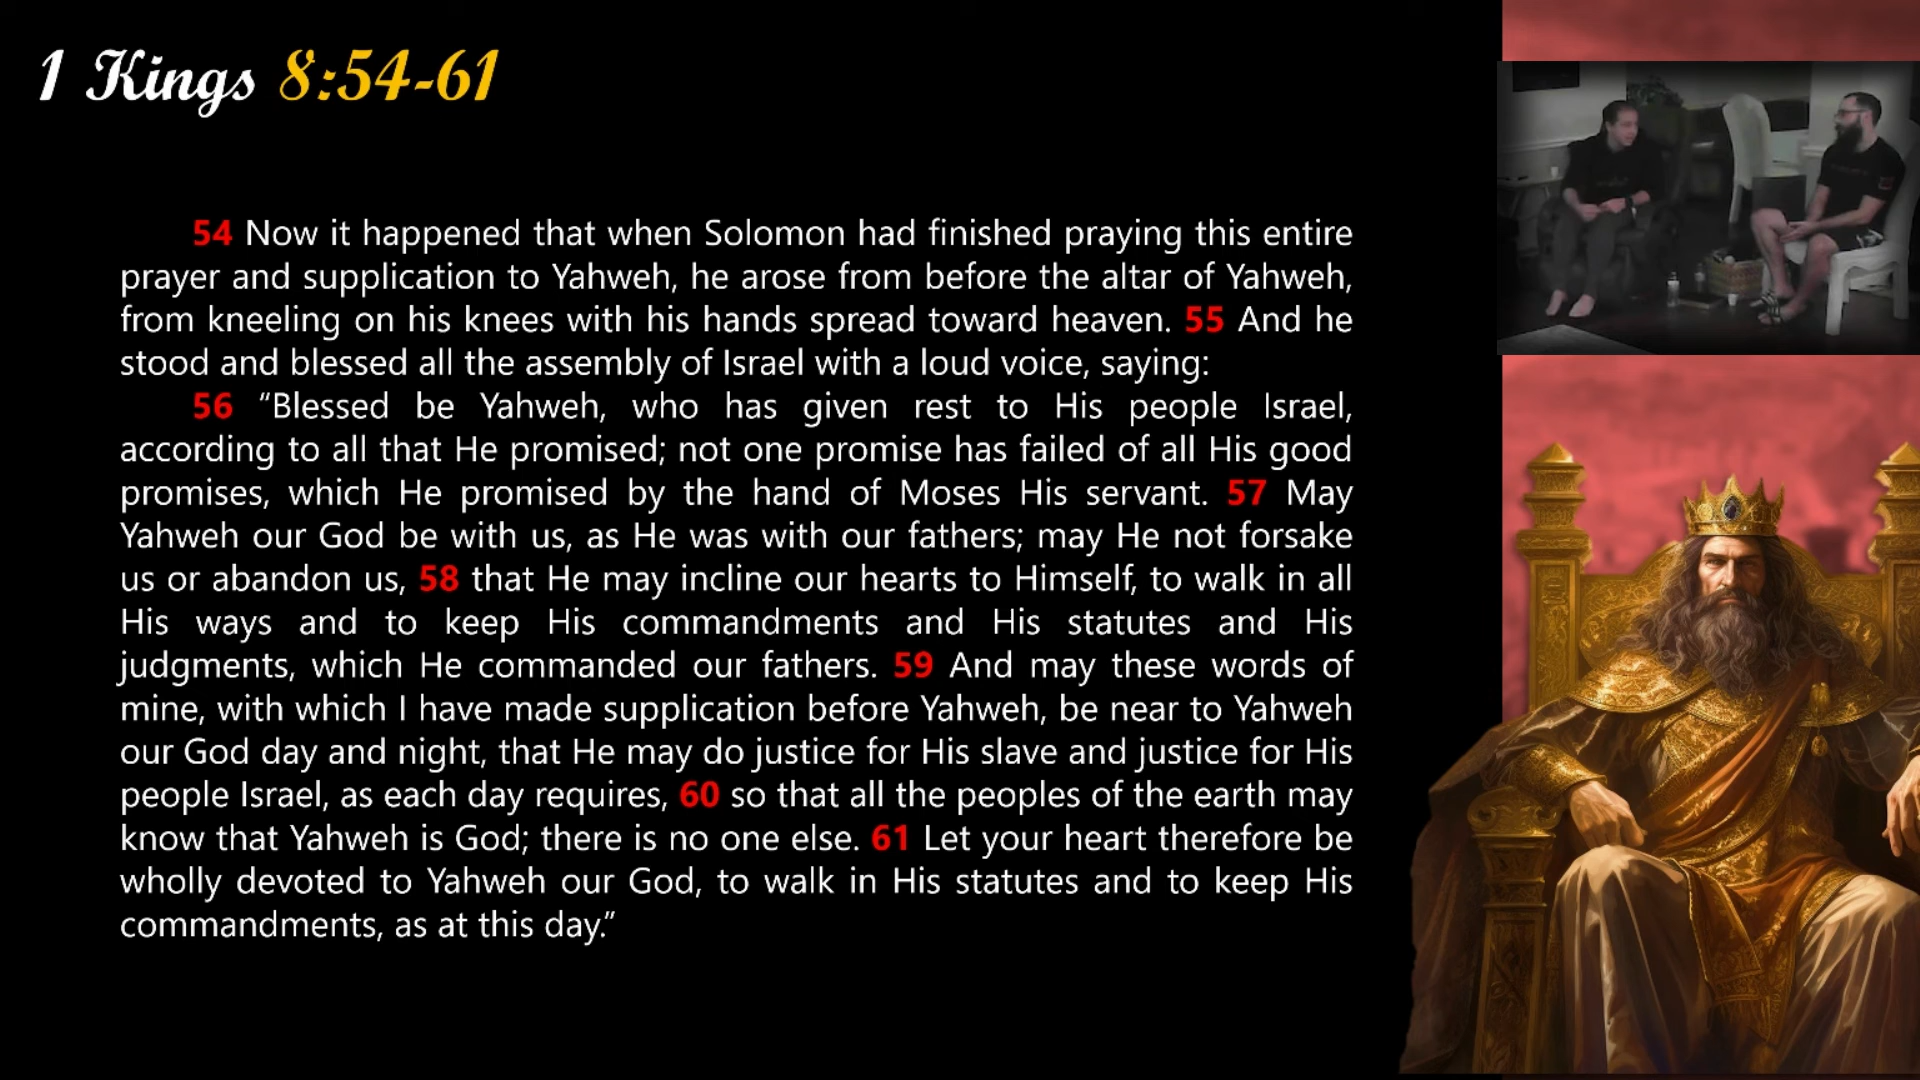 1 Kings 8:54-61
54 Now it happened that when Solomon had finished praying this entire
prayer and supplication to Yahweh, he arose from before the altar of Yahweh,
from kneeling on his knees with his hands spread toward heaven. 55 And he
stood and blessed all the assembly of Israel with a loud voice, saying:
56 “Blessed be Yahweh, who has given rest to His people Israel,
according to all that He promised; not one promise has failed of all His good
promises, which He promised by the hand of Moses His servant. 57 May
Yahweh our God be with us, as He was with our fathers; may He not forsake
us or abandon us, 58 that He may incline our hearts to Himself, to walk in all
His ways and to keep His commandments and His statutes and His
judgments, which He commanded our fathers. 59 And may these words of
mine, with which I have made supplication before Yahweh, be near to Yahweh
our God day and night, that He may do justice for His slave and justice for His
people Israel, as each day requires, 60 so that all the peoples of the earth may
know that Yahweh is God; there is no one else. 61 Let your heart therefore be
wholly devoted to Yahweh our God, to walk in His statutes and to keep His
commandments, as at this day.”